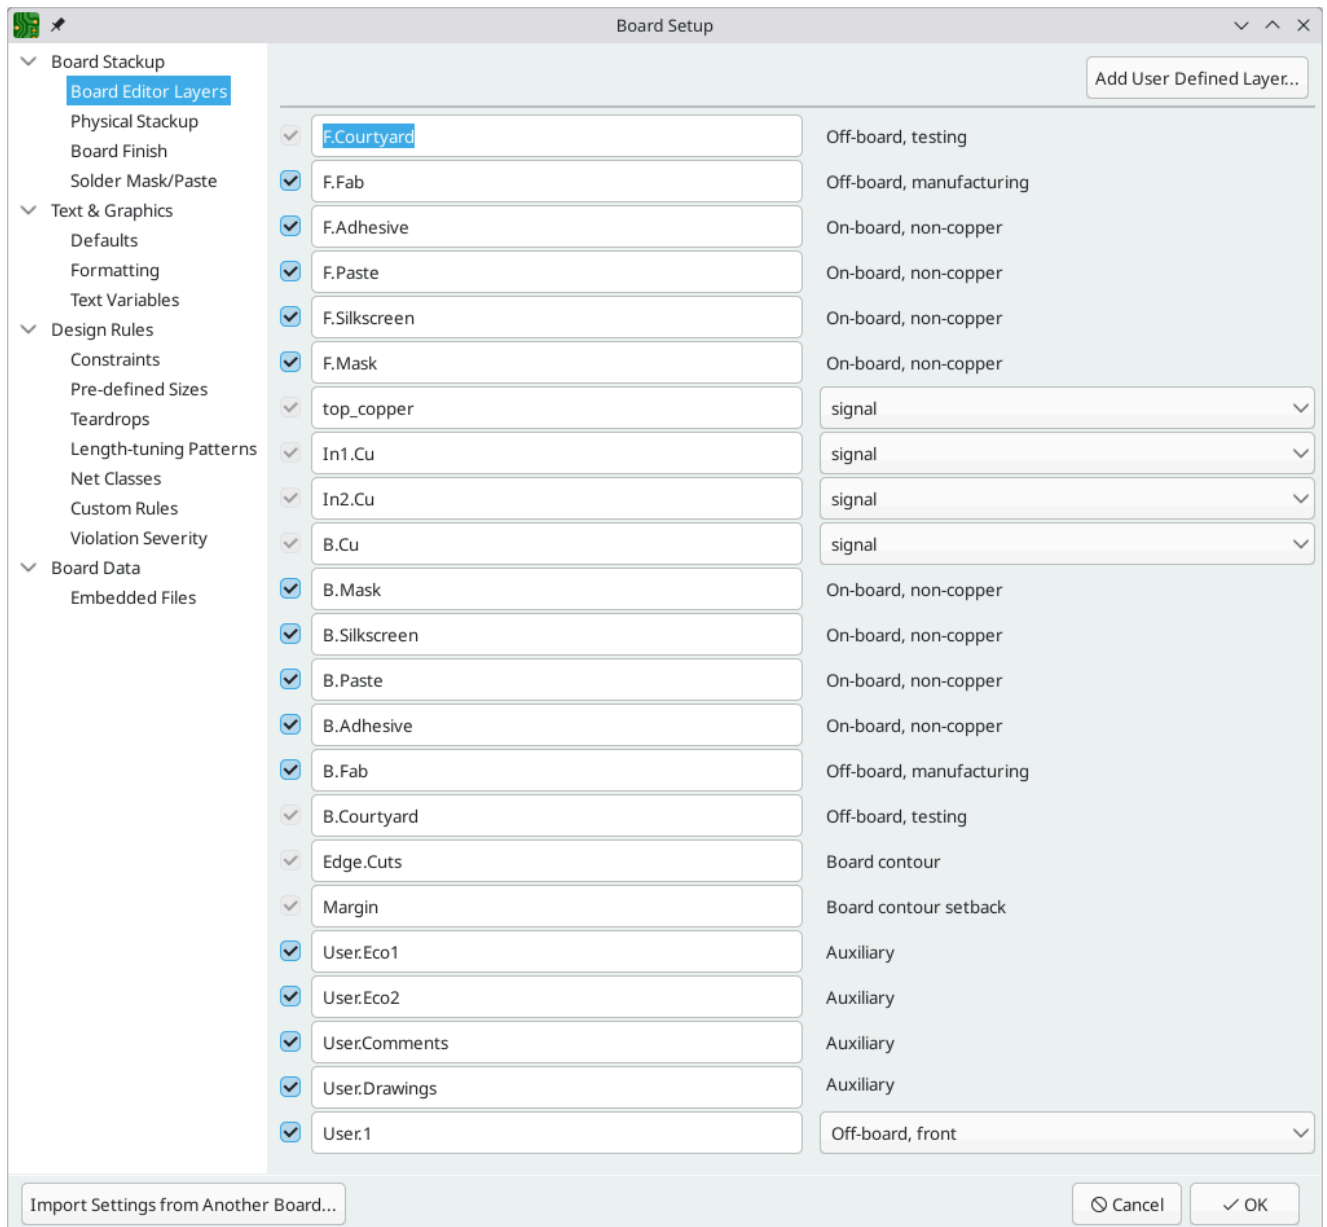 Board Setup
Board Stackup
Board Editor Layers
Physical Stackup
Board Finish
Solder Mask/Paste
Text & Graphics
Defaults
Formatting
Text Variables
Design Rules
Constraints
Pre-defined Sizes
Teardrops
Length-tuning Patterns
Net Classes
Custom Rules
Violation Severity
Board Data
Embedded Files
Add User Defined Layer...
F.Courtyard Off-board, testing
F.Fab Off-board, manufacturing
F.Adhesive On-board, non-copper
F.Paste On-board, non-copper
F.Silkscreen On-board, non-copper
F.Mask On-board, non-copper
top_copper signal
In1.Cu signal
In2.Cu signal
B.Cu signal
B.Mask On-board, non-copper
B.Silkscreen On-board, non-copper
B.Paste On-board, non-copper
B.Adhesive On-board, non-copper
B.Fab Off-board, manufacturing
B.Courtyard Off-board, testing
Edge.Cuts Board contour
Margin Board contour setback
User.Eco1 Auxiliary
User.Eco2 Auxiliary
User.Comments Auxiliary
User.Drawings Auxiliary
User.1 Off-board, front
Import Settings from Another Board...
Cancel
OK